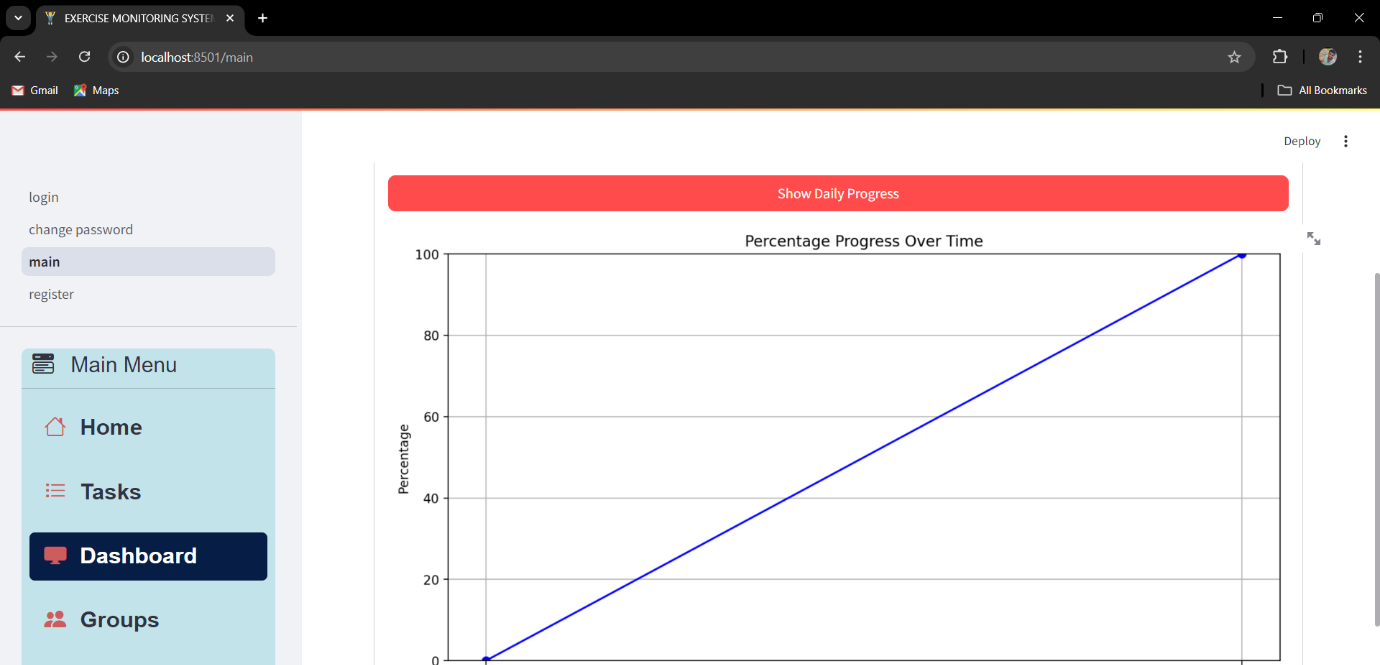 EXERCISE MONITORING SYSTEM
localhost:8501/main
Gmail
Maps
All Bookmarks
Deploy
login
change password
main
register
Main Menu
Home
Tasks
Dashboard
Groups
Show Daily Progress
Percentage Progress Over Time
100
80
60
40
20
0
Percentage